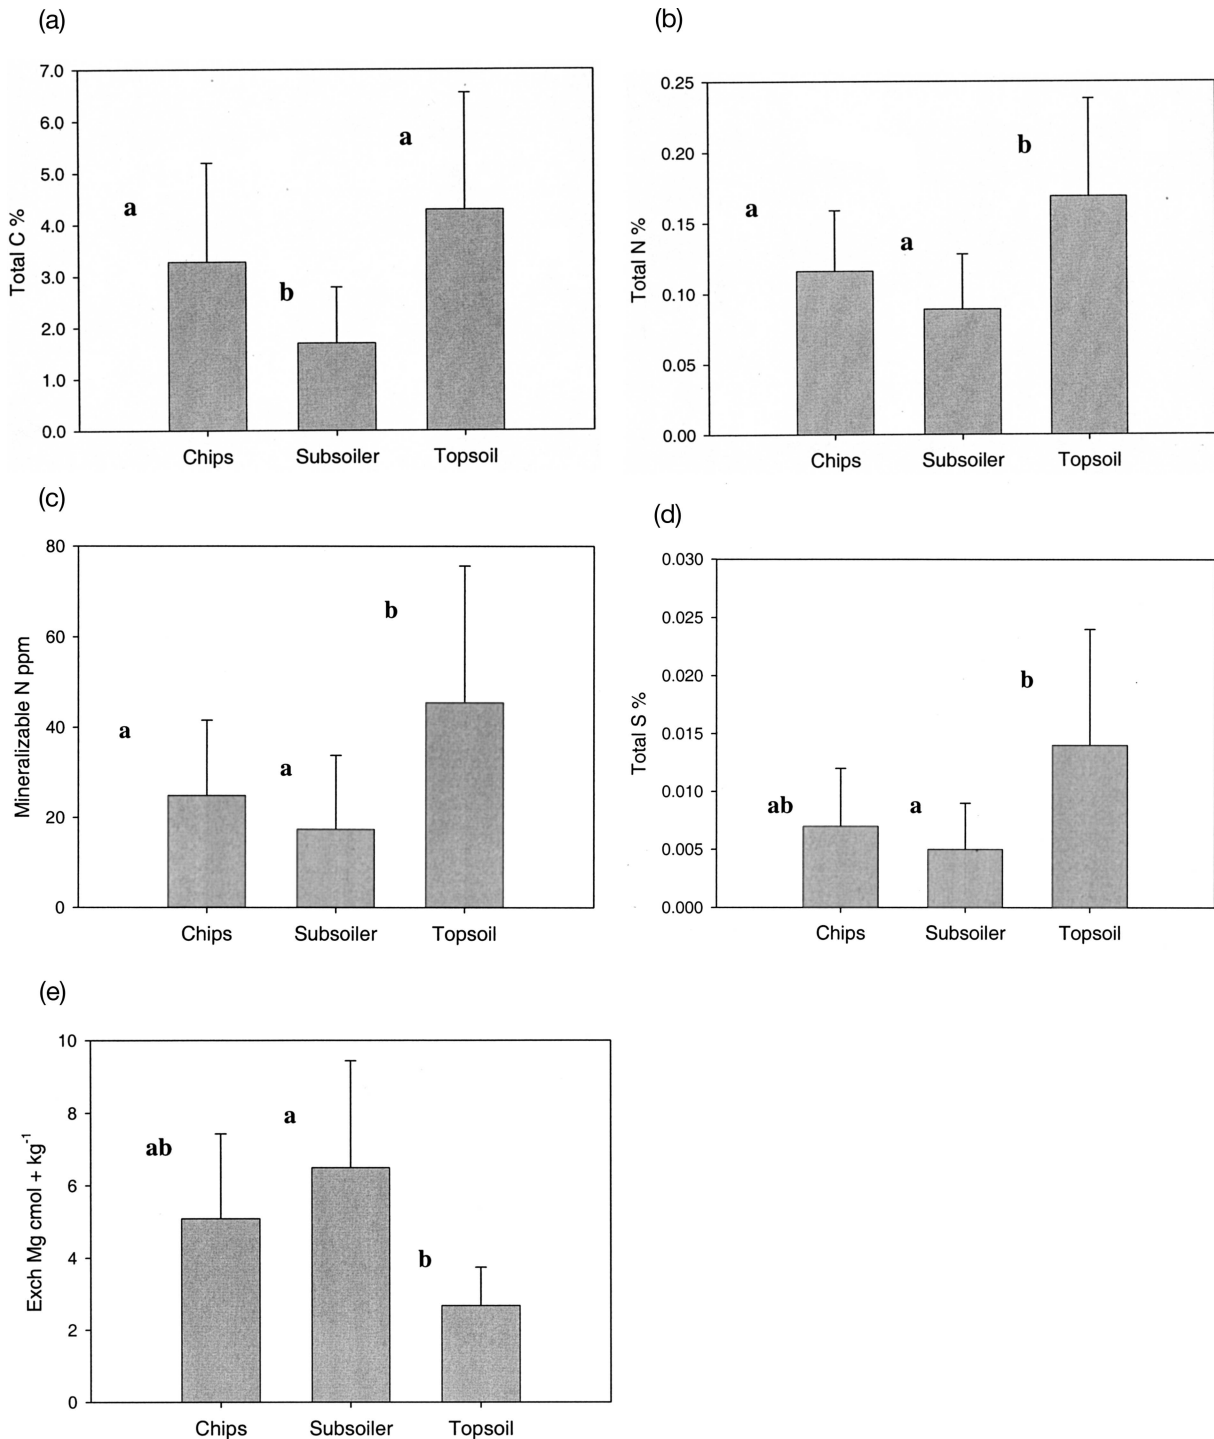 (a)
7.0
6.0
5.0
4.0
3.0
2.0
1.0
0.0
Total C %
a
b
a
Chips Subsoiler Topsoil
(b)
0.25
0.20
0.15
0.10
0.05
0.00
Total N %
a
a
b
Chips Subsoiler Topsoil
(c)
80
60
40
20
0
Mineralizable N ppm
a
a
b
Chips Subsoiler Topsoil
(d)
0.030
0.025
0.020
0.015
0.010
0.005
0.000
Total S %
ab
a
b
Chips Subsoiler Topsoil
(e)
10
8
6
4
2
0
Exch Mg cmol + kg-1
ab
a
b
Chips Subsoiler Topsoil